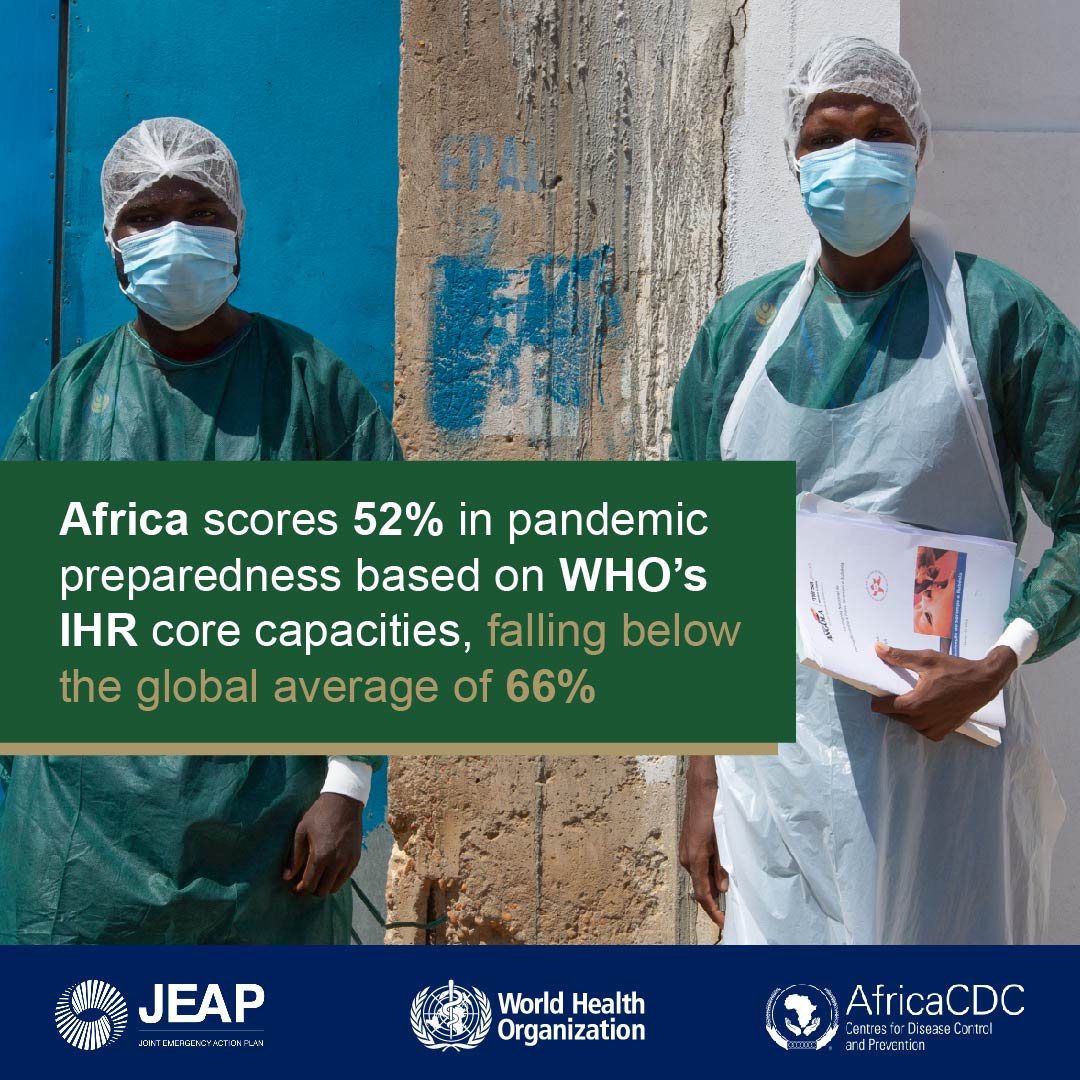 EPAL
Africa scores 52% in pandemic
preparedness based on WHO's
IHR core capacities, falling below
the global average of 66%
ANGOLA
JEAP
JOINT EMERGENCY ACTION PLAN
World Health
Organization
AfricaCDC
Centres for Disease Control
and Prevention